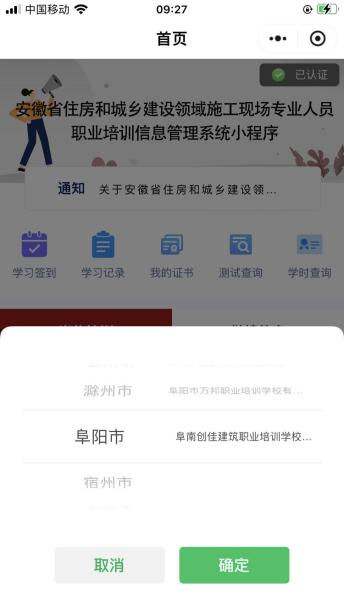 中国移动
09:27
首页
已认证
安徽省住房和城乡建设领域施工现场专业人员
职业培训信息管理系统小程序
通知 关于安徽省住房和城乡建设领…
学习签到 学习记录 我的证书 测试查询 学时查询
滁州市 阜阳市万邦职业培训学校有…
阜阳市 阜南创佳建筑职业培训学校…
宿州市
取消 确定